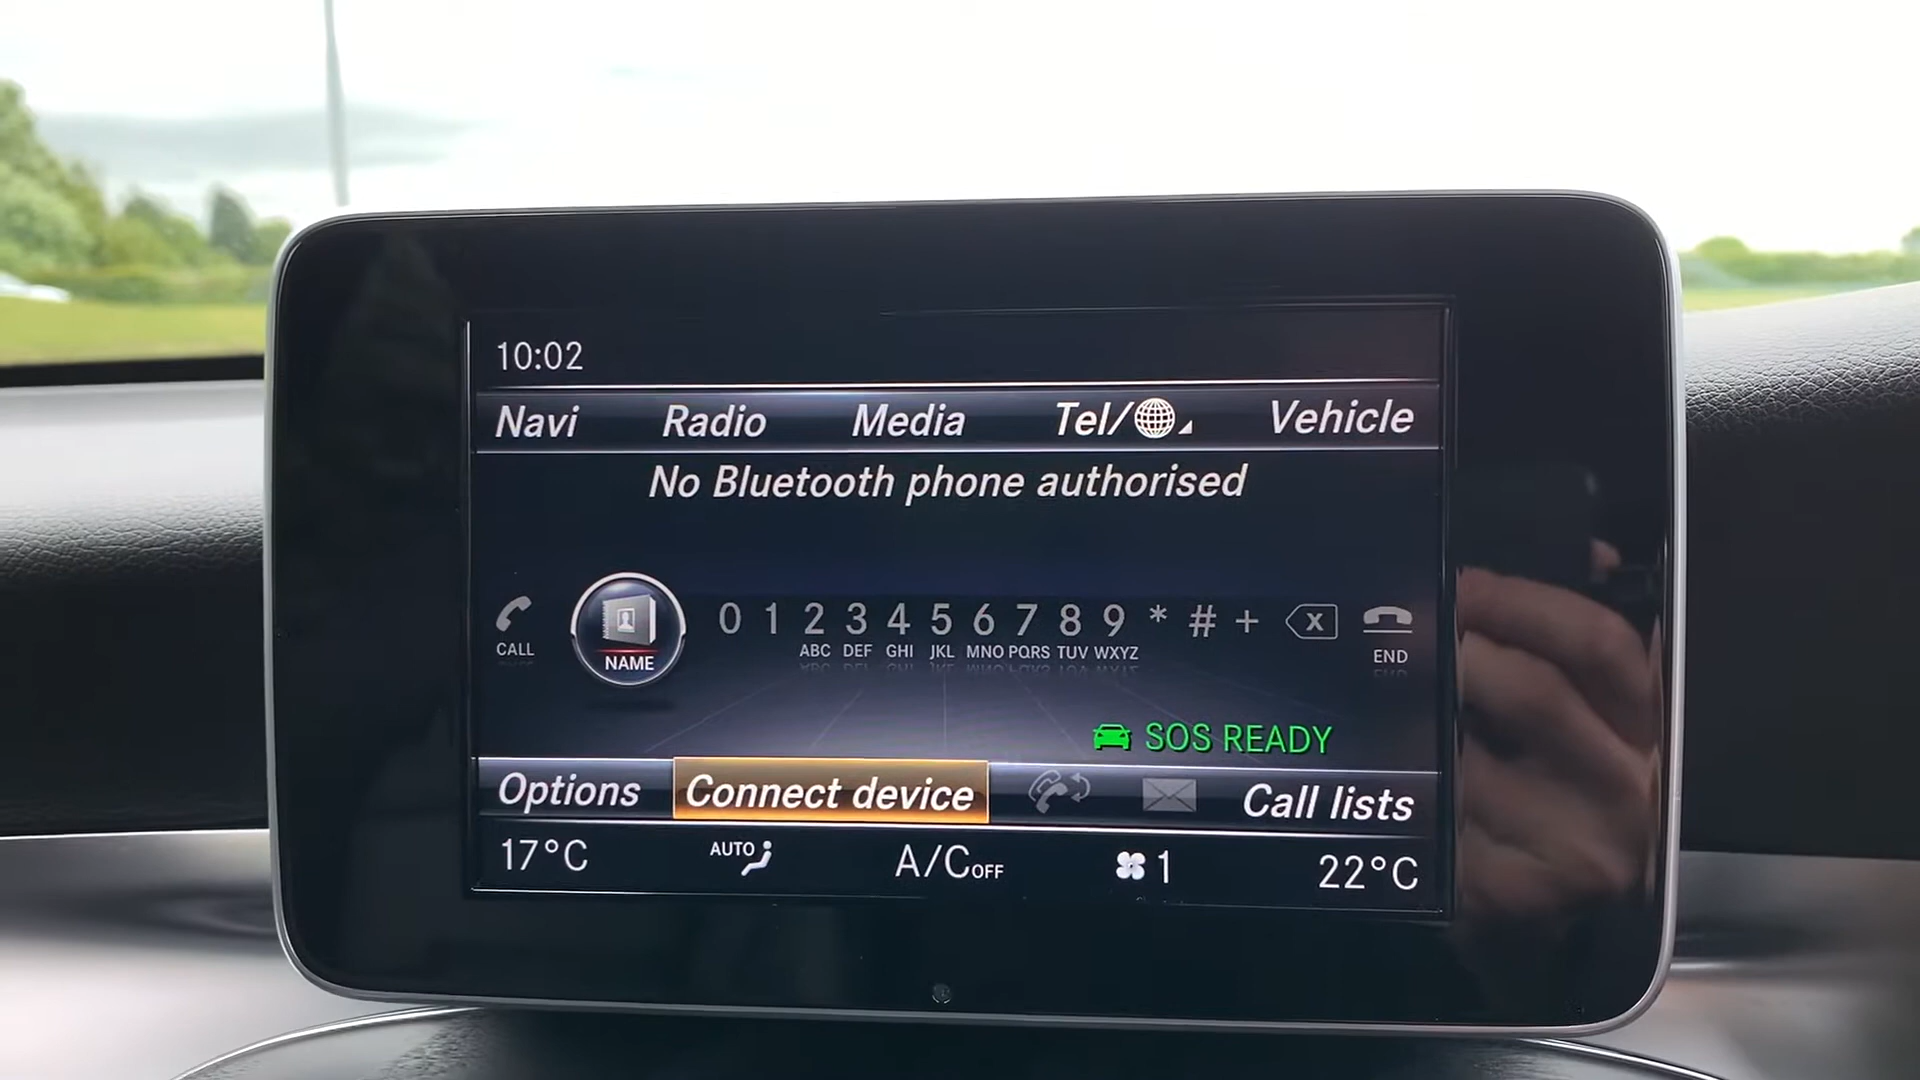 10:02
Navi Radio Media Tel/ Vehicle
No Bluetooth phone authorised
0 1 2 3 4 5 6 7 8 9 * # + X
CALL NAME ABC DEF GHI JKL MNO PQRS TUV WXYZ END
SOS READY
Options Connect device Call lists
17°C AUTO A/C OFF 1 22°C